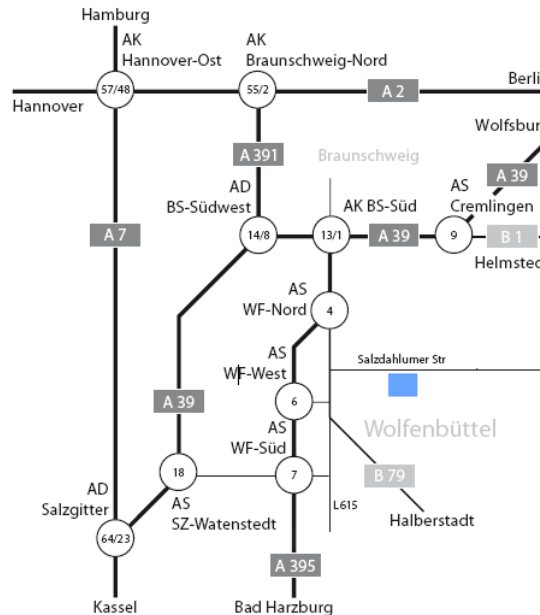 Hamburg
AK
Hannover-Ost
AK
Braunschweig-Nord
57/48
55/2
A 2
Berli
Hannover
Wolfsbur
A 391
Braunschweig
A 39
AD
BS-Südwest
AS
Cremlingen
AK BS-Süd
A 7
14/8
13/1
A 39
9
B 1
Helmsted
AS
WF-Nord
4
AS
WF-West
Salzdahlumer Str
A 39
6
AS
WF-Süd
Wolfenbüttel
18
7
B 79
AD
Salzgitter
AS
SZ-Watenstedt
L615
Halberstadt
64/23
A 395
Kassel
Bad Harzburg